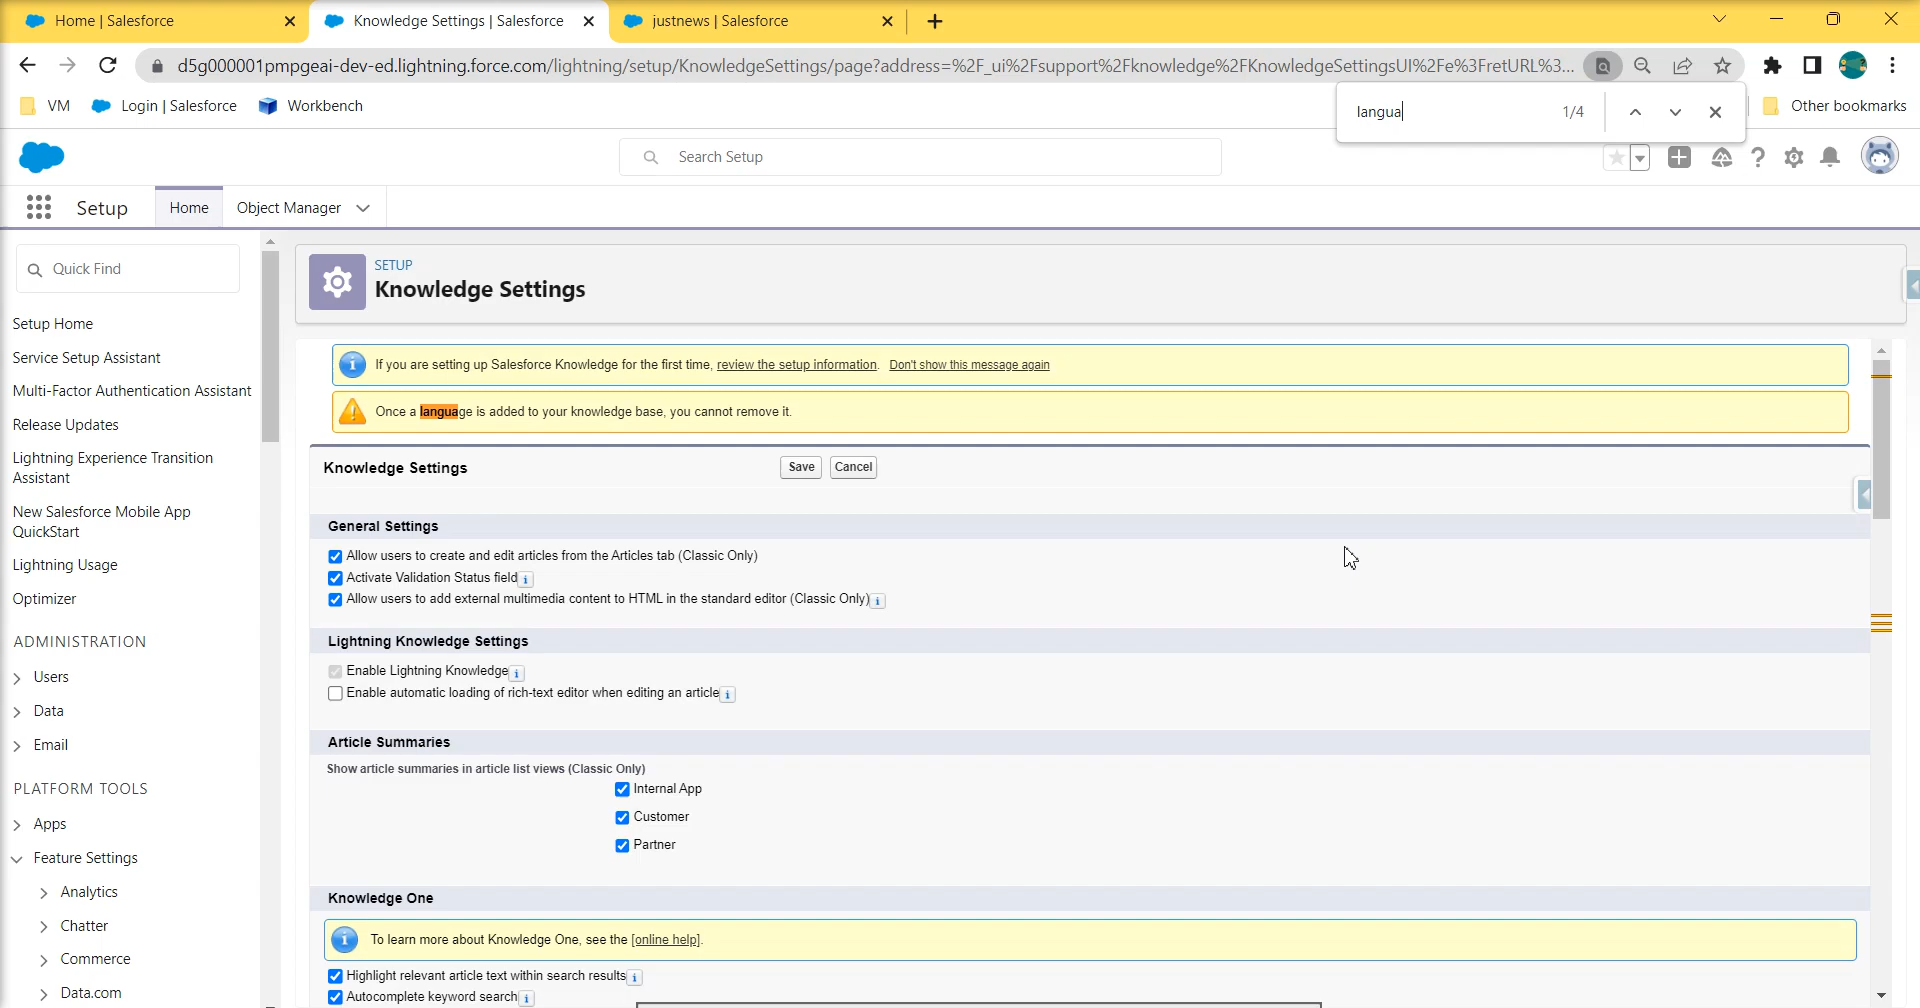 Home | Salesforce
Knowledge Settings | Salesforce
justnews | Salesforce
d5g000001pmpgeai-dev-ed.lightning.force.com/lightning/setup/KnowledgeSettings/page?address=%2F_ui%2Fsupport%2Fknowledge%2FKnowledgeSettingsUI%2Fe%3FretURL%3...
VM
Login | Salesforce
Workbench
langua
1/4
Other bookmarks
Search Setup
Setup
Home
Object Manager
Quick Find
SETUP
Knowledge Settings
Setup Home
Service Setup Assistant
Multi-Factor Authentication Assistant
Release Updates
Lightning Experience Transition
Assistant
New Salesforce Mobile App
QuickStart
Lightning Usage
Optimizer
ADMINISTRATION
Users
Data
Email
PLATFORM TOOLS
Apps
Feature Settings
Analytics
Chatter
Commerce
Data.com
If you are setting up Salesforce Knowledge for the first time, review the setup information. Don't show this message again
Once a language is added to your knowledge base, you cannot remove it.
Knowledge Settings
Save
Cancel
General Settings
Allow users to create and edit articles from the Articles tab (Classic Only)
Activate Validation Status field
Allow users to add external multimedia content to HTML in the standard editor (Classic Only)
Lightning Knowledge Settings
Enable Lightning Knowledge
Enable automatic loading of rich-text editor when editing an article
Article Summaries
Show article summaries in article list views (Classic Only)
Internal App
Customer
Partner
Knowledge One
To learn more about Knowledge One, see the [online help].
Highlight relevant article text within search results
Autocomplete keyword search